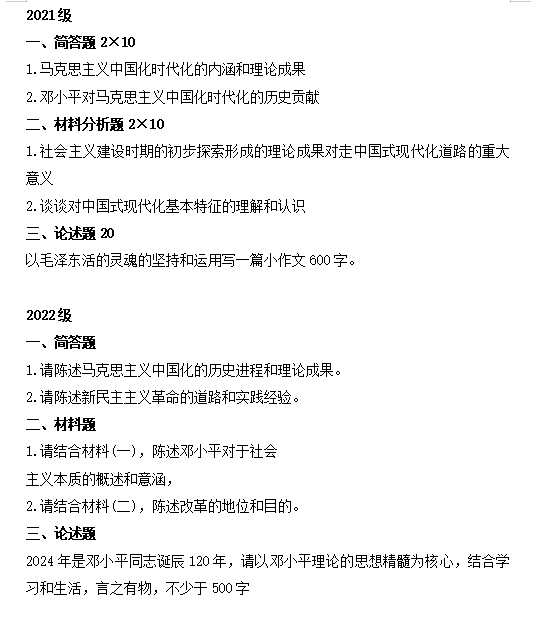 2021级
一、简答题 2×10
1.马克思主义中国化时代化的内涵和理论成果
2.邓小平对马克思主义中国化时代化的历史贡献
二、材料分析题 2×10
1.社会主义建设时期的初步探索形成的理论成果对走中国式现代化道路的重大
意义
2.谈谈对中国式现代化基本特征的理解和认识
三、论述题 20
以毛泽东活的灵魂的坚持和运用写一篇小作文 600 字。
2022级
一、简答题
1.请陈述马克思主义中国化的历史进程和理论成果。
2.请陈述新民主主义革命的道路和实践经验。
二、材料题
1.请结合材料(一)，陈述邓小平对于社会
主义本质的概述和意涵，
2.请结合材料(二)，陈述改革的地位和目的。
三、论述题
2024 年是邓小平同志诞辰 120 年，请以邓小平理论的思想精髓为核心，结合学
习和生活，言之有物，不少于 500 字